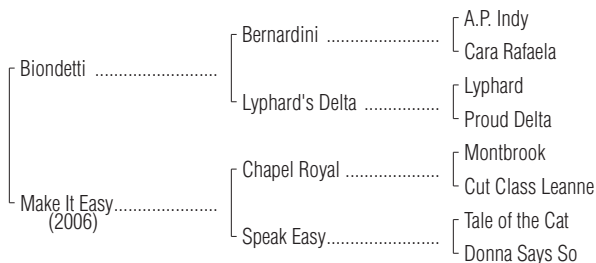 A.P. Indy
Bernardini ........................
Cara Rafaela
Biondetti ..........................
Lyphard
Lyphard's Delta ................
Proud Delta
Montbrook
Chapel Royal ....................
Cut Class Leanne
Make It Easy......................
(2006)
Tale of the Cat
Speak Easy........................
Donna Says So